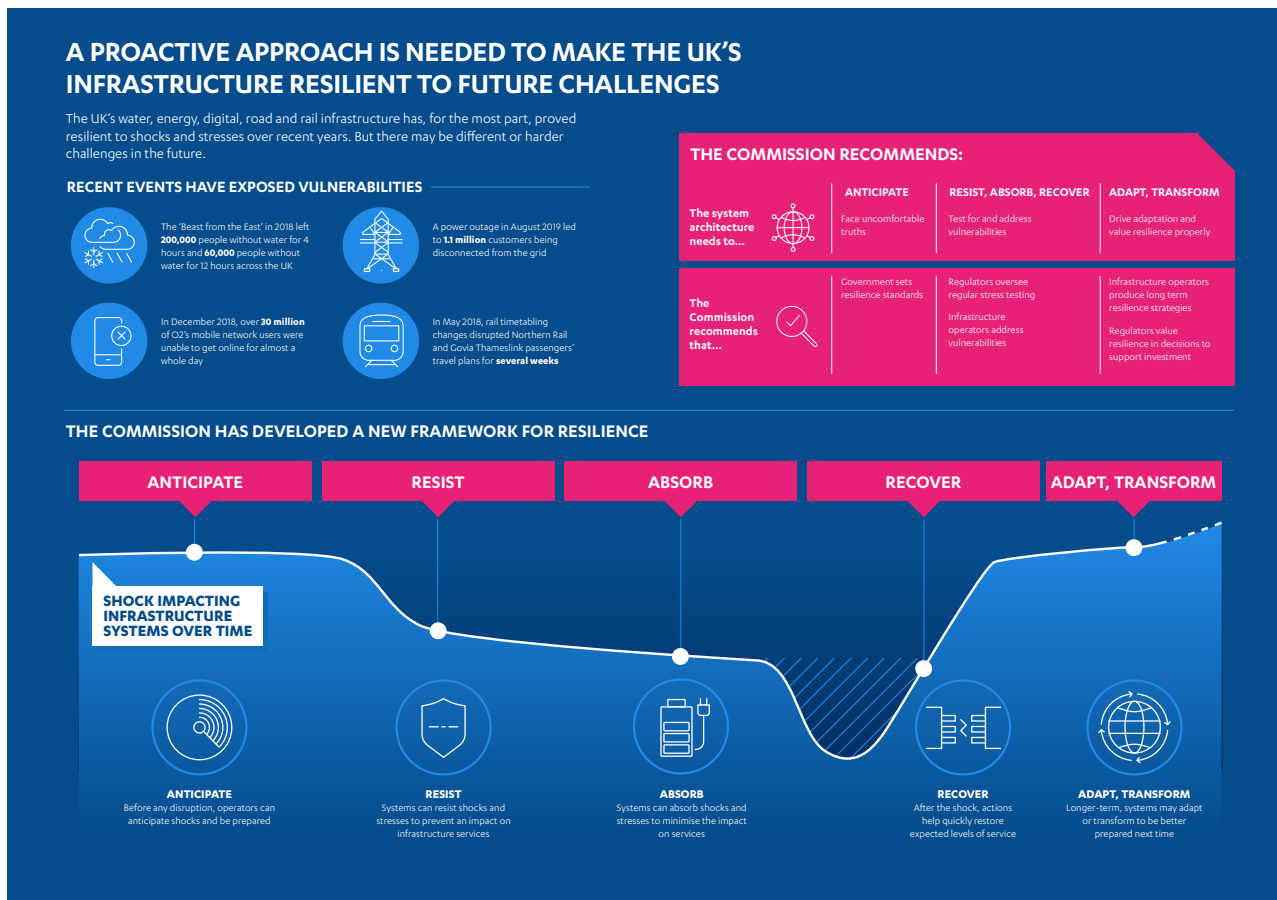 A PROACTIVE APPROACH IS NEEDED TO MAKE THE UK'S
INFRASTRUCTURE RESILIENT TO FUTURE CHALLENGES
The UK's water, energy, digital, road and rail infrastructure has, for the most part, proved
resilient to shocks and stresses over recent years. But there may be different or harder
challenges in the future.
RECENT EVENTS HAVE EXPOSED VULNERABILITIES
The 'Beast from the East' in 2018 left
200,000 people without water for 4
hours and 60,000 people without
water for 12 hours across the UK
A power outage in August 2019 led
to 1.1 million customers being
disconnected from the grid
In December 2018, over 30 million
of O2's mobile network users were
unable to get online for almost a
whole day
In May 2018, rail timetabling
changes disrupted Northern Rail
and Govia Thameslink passengers'
travel plans for several weeks
THE COMMISSION RECOMMENDS:
ANTICIPATE
RESIST, ABSORB, RECOVER
ADAPT, TRANSFORM
The system
architecture
needs to...
Face uncomfortable
truths
Test for and address
vulnerabilities
Drive adaptation and
value resilience properly
The
Commission
recommends
that...
Government sets
resilience standards
Regulators oversee
regular stress testing
Infrastructure
operators address
vulnerabilities
Infrastructure operators
produce long term
resilience strategies
Regulators value
resilience in decisions to
support investment
THE COMMISSION HAS DEVELOPED A NEW FRAMEWORK FOR RESILIENCE
ANTICIPATE
RESIST
ABSORB
RECOVER
ADAPT, TRANSFORM
SHOCK IMPACTING
INFRASTRUCTURE
SYSTEMS OVER TIME
ANTICIPATE
Before any disruption, operators can
anticipate shocks and be prepared
RESIST
Systems can resist shocks and
stresses to prevent an impact on
infrastructure services
ABSORB
Systems can absorb shocks and
stresses to minimise the impact
on services
RECOVER
After the shock, actions
help quickly restore
expected levels of service
ADAPT, TRANSFORM
Longer-term, systems may adapt
or transform to be better
prepared next time